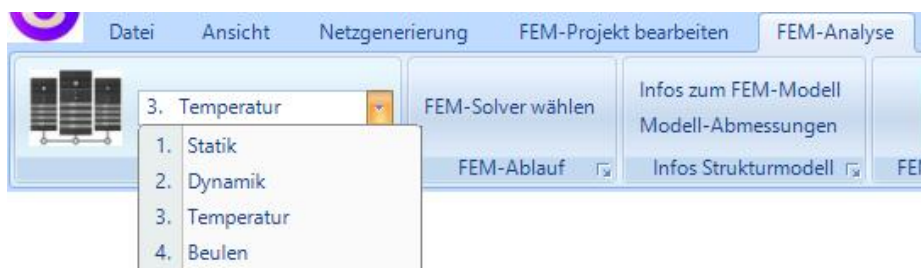 Datei Ansicht Netzgenerierung FEM-Projekt bearbeiten FEM-Analyse
3. Temperatur
FEM-Solver wählen
Infos zum FEM-Modell
Modell-Abmessungen
FEM-Ablauf
Infos Strukturmodell
1. Statik
2. Dynamik
3. Temperatur
4. Beulen